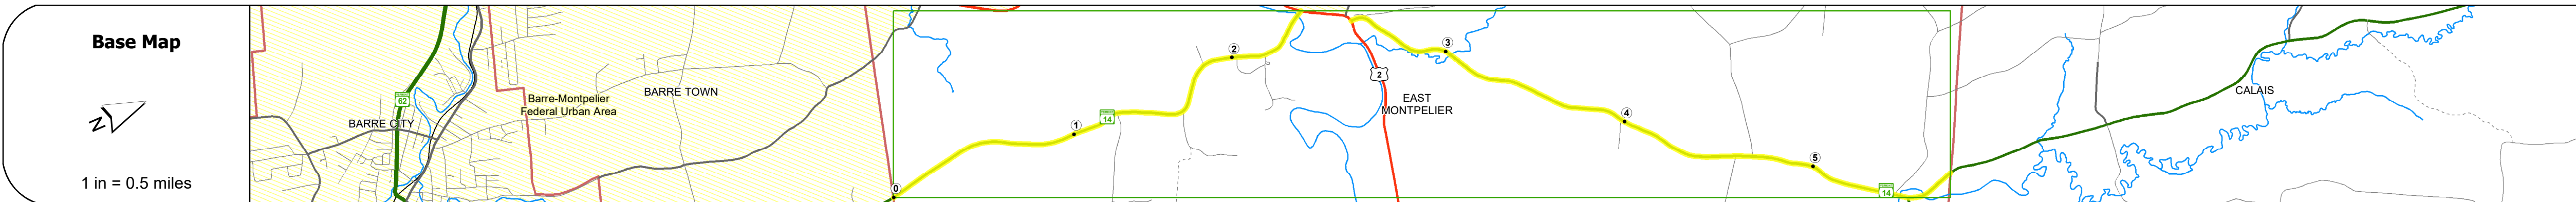 Base Map
N
1 in = 0.5 miles
62
BARRE CITY
Barre-Montpelier
Federal Urban Area
BARRE TOWN
0
1
14
2
2
EAST
MONTPELIER
3
4
5
14
CALAIS